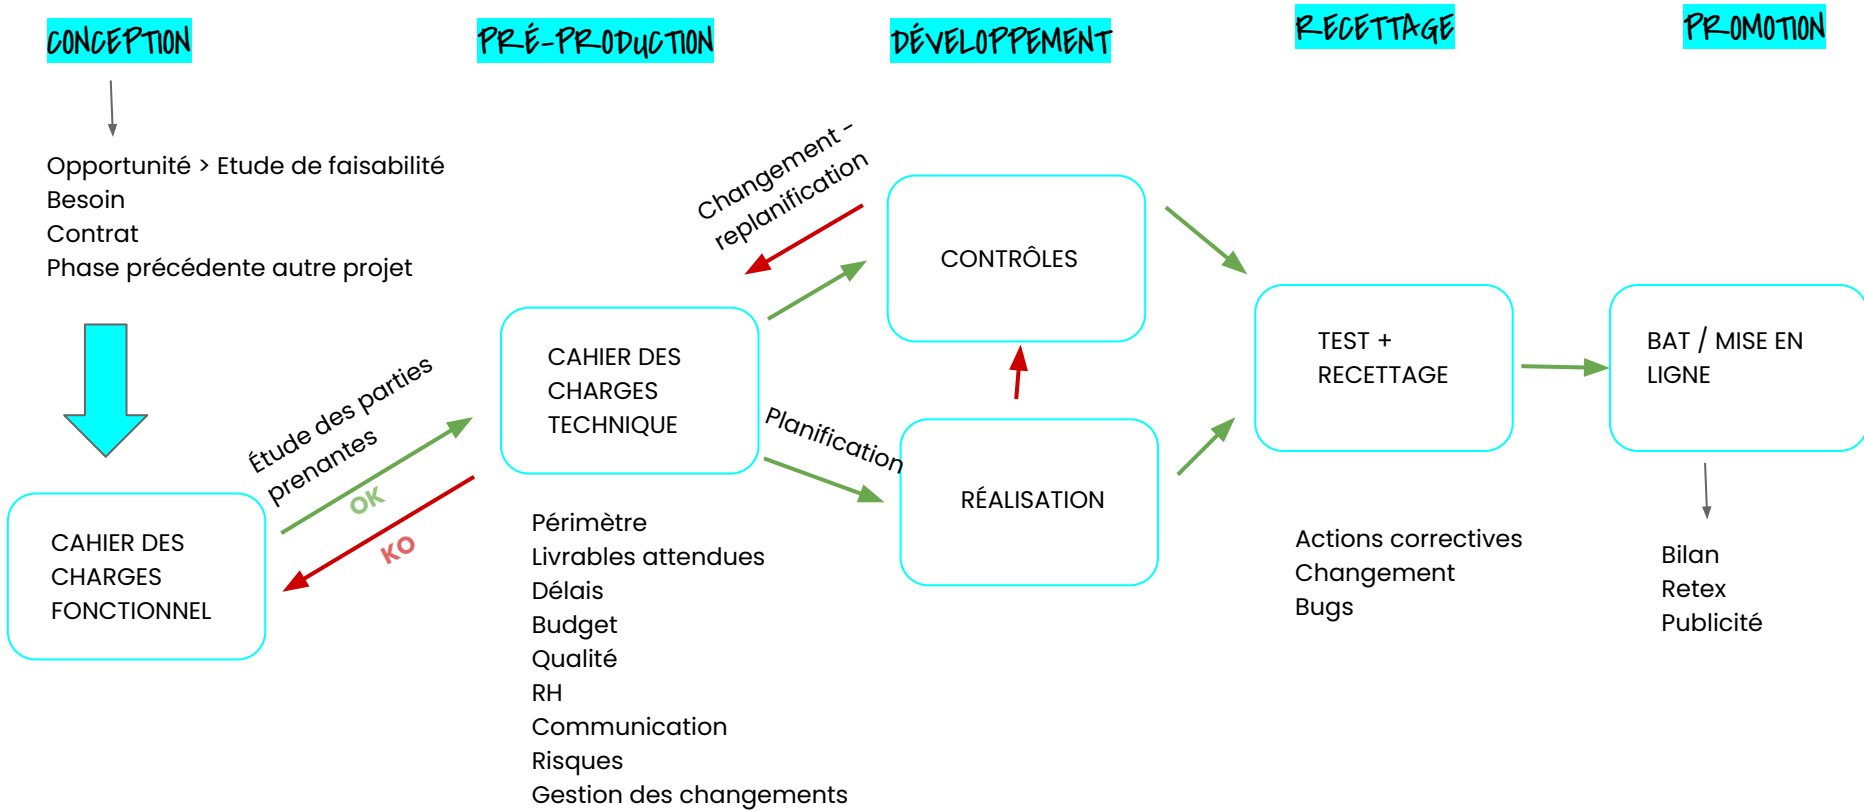 CONCEPTION
PRÉ-PRODUCTION
DÉVELOPPEMENT
RECETTAGE
PROMOTION
Opportunité > Etude de faisabilité
Besoin
Contrat
Phase précédente autre projet
CAHIER DES
CHARGES
FONCTIONNEL
Étude des parties
prenantes
OK
KO
CAHIER DES
CHARGES
TECHNIQUE
Périmètre
Livrables attendues
Délais
Budget
Qualité
RH
Communication
Risques
Gestion des changements
Changement -
replanification
Planification
CONTRÔLES
RÉALISATION
TEST +
RECETTAGE
Actions correctives
Changement
Bugs
BAT / MISE EN
LIGNE
Bilan
Retex
Publicité